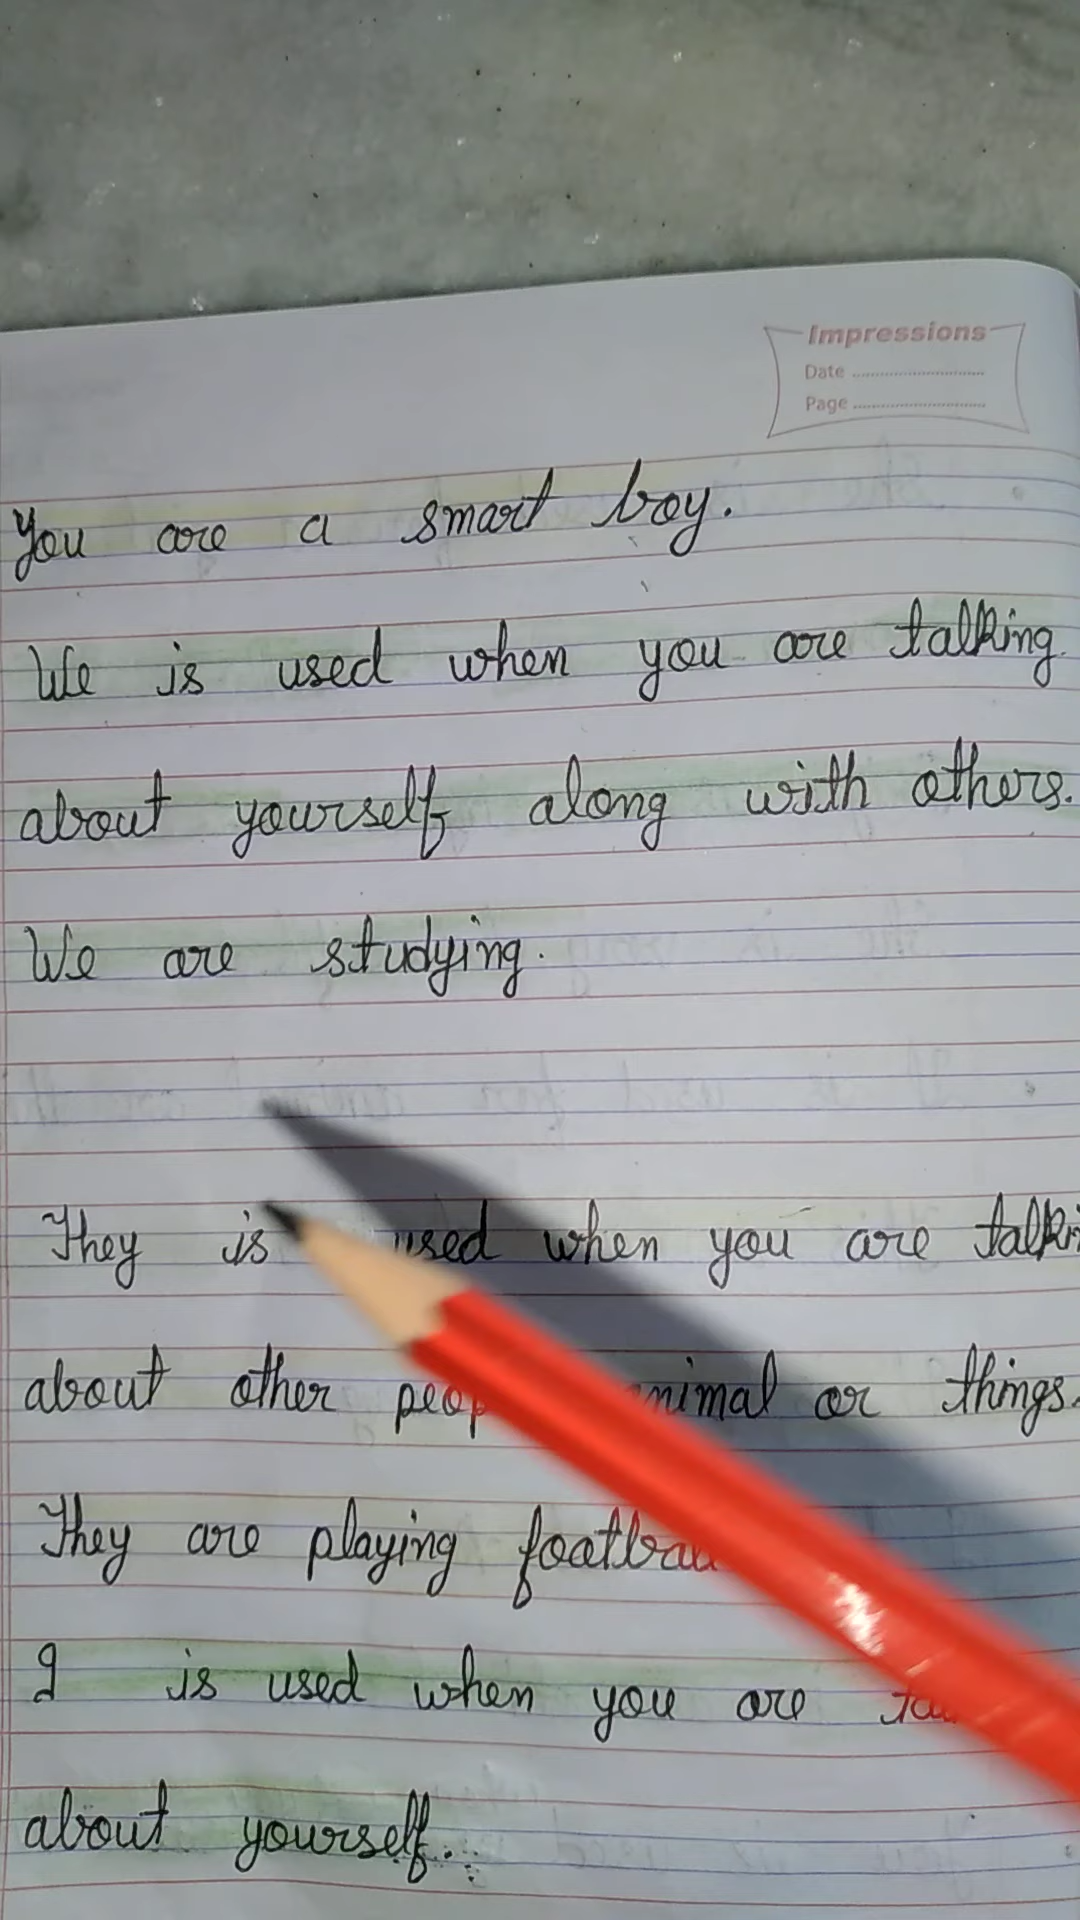 Impressions
Date
Page
You are a smart boy.
We is used when you are talking
about yourself along with others.
We are studying.
They is used when you are
about other or things.
They are playing
I is used when you are
about yourself.